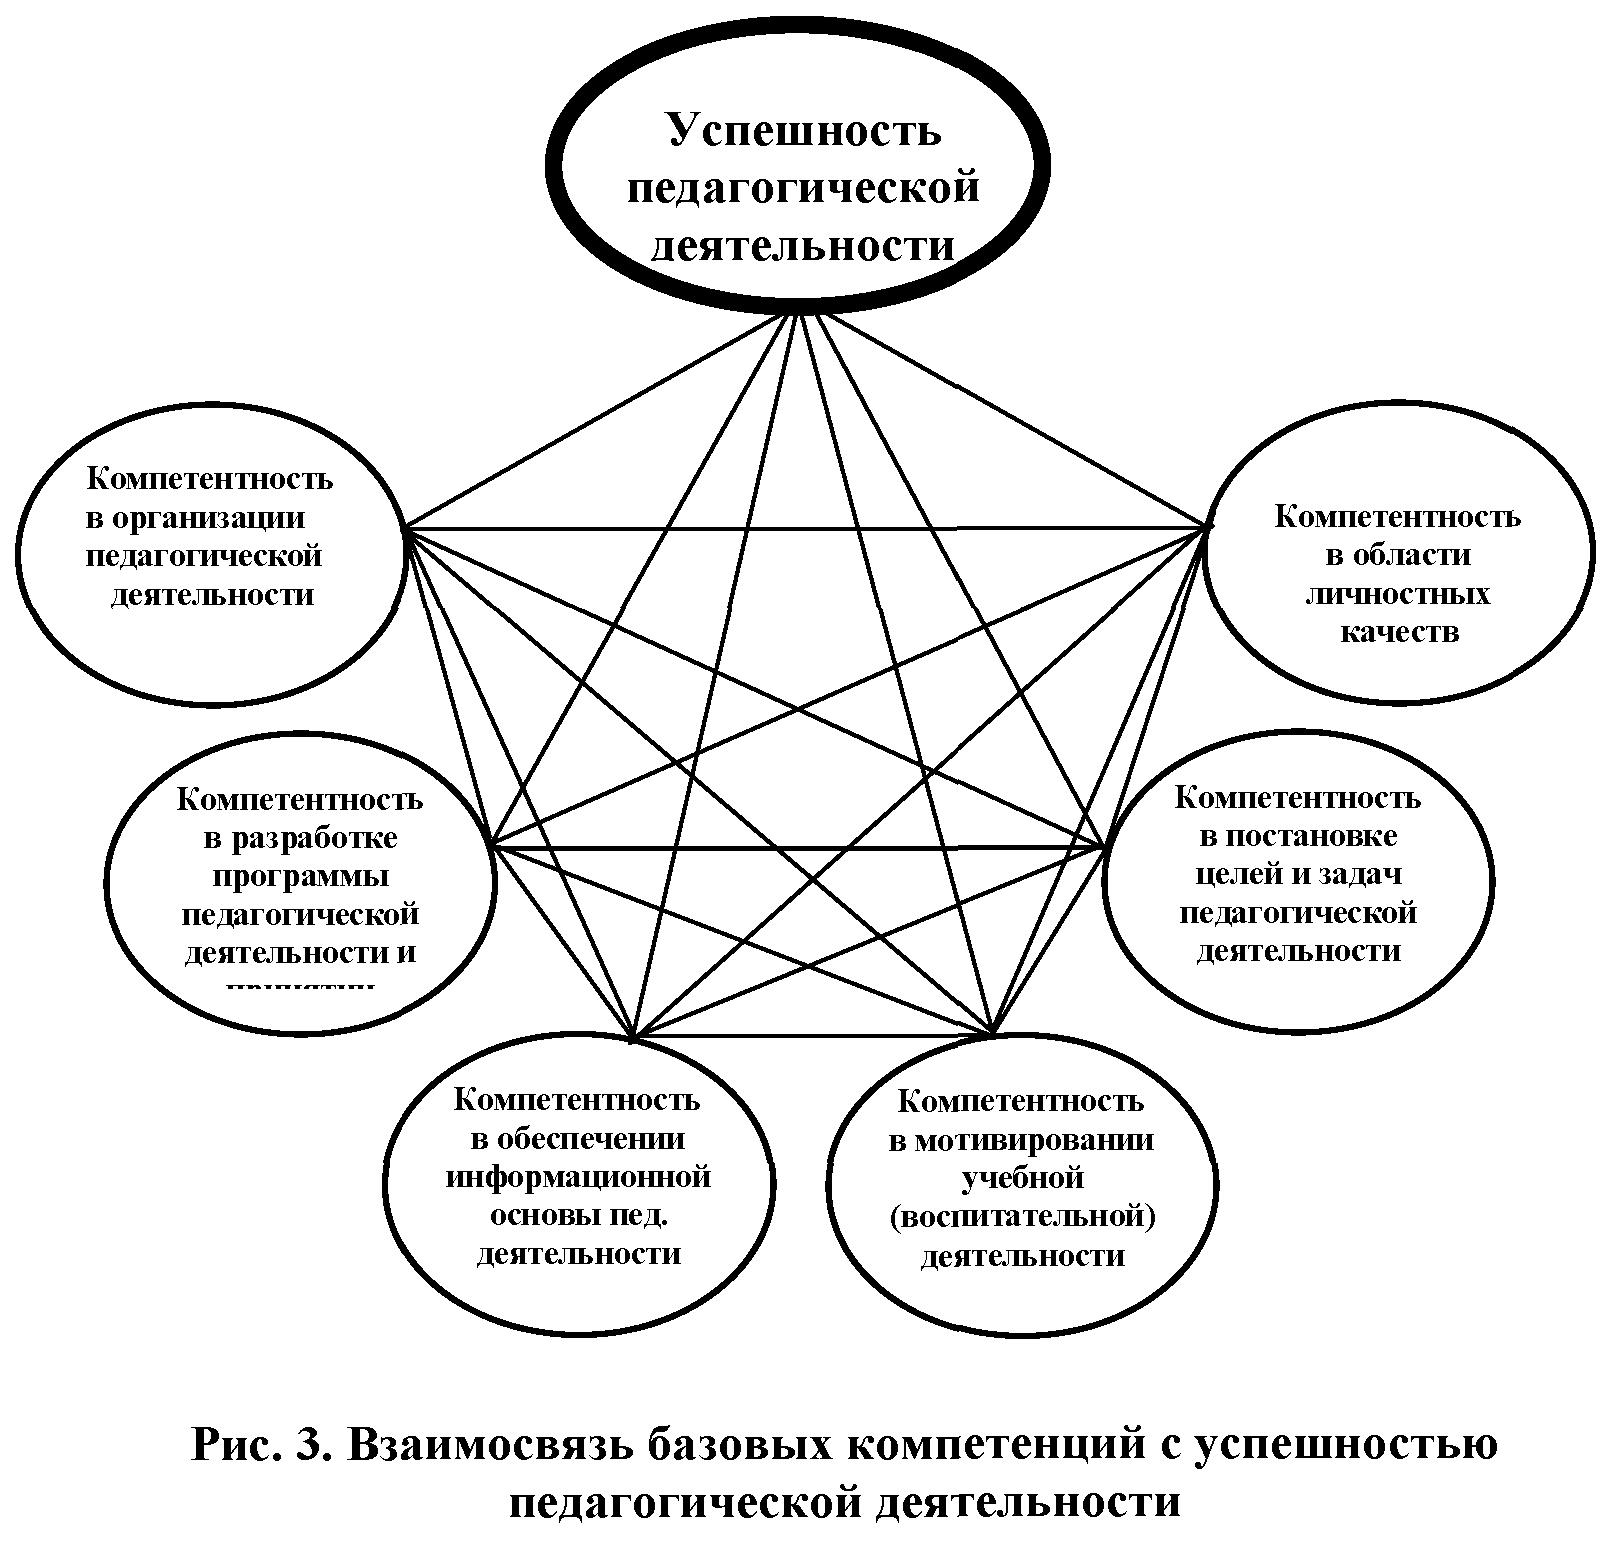 Успешность
педагогической
деятельности
Компетентность
в организации
педагогической
деятельности
Компетентность
в области
личностных
качеств
Компетентность
в разработке
программы
педагогической
деятельности и
Компетентность
в постановке
целей и задач
педагогической
деятельности
Компетентность
в обеспечении
информационной
основы пед.
деятельности
Компетентность
в мотивировании
учебной
(воспитательной)
деятельности
Рис. 3. Взаимосвязь базовых компетенций с успешностью
педагогической деятельности